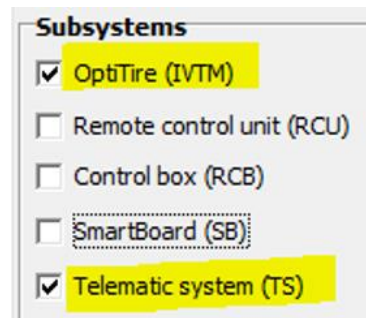 Subsystems
OptiTire (IVTM)
Remote control unit (RCU)
Control box (RCB)
SmartBoard (SB)
Telematic system (TS)